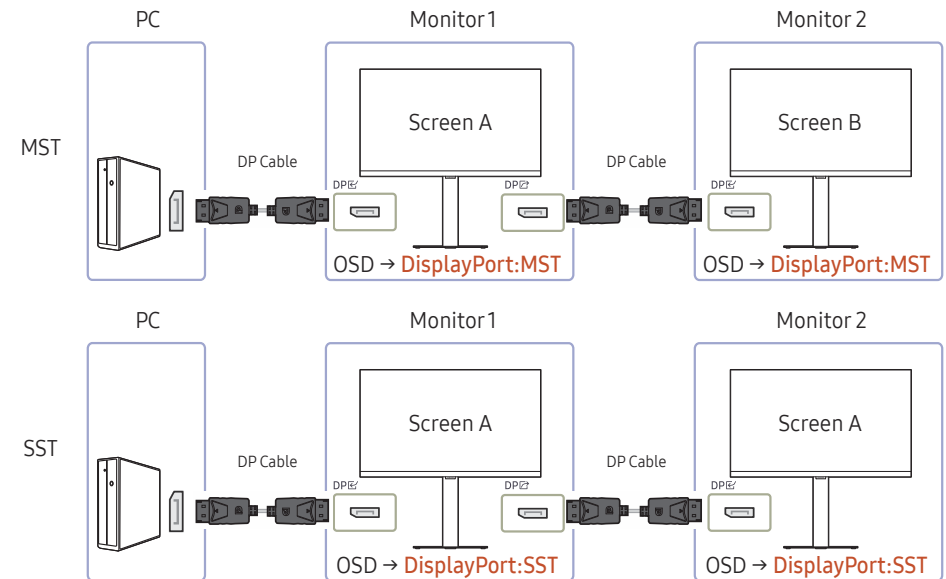 PC Monitor 1 Monitor 2
MST
Screen A Screen B
DP Cable DP Cable
DP DP DP
OSD → DisplayPort:MST OSD → DisplayPort:MST
PC Monitor 1 Monitor 2
SST
Screen A Screen A
DP Cable DP Cable
DP DP DP
OSD → DisplayPort:SST OSD → DisplayPort:SST